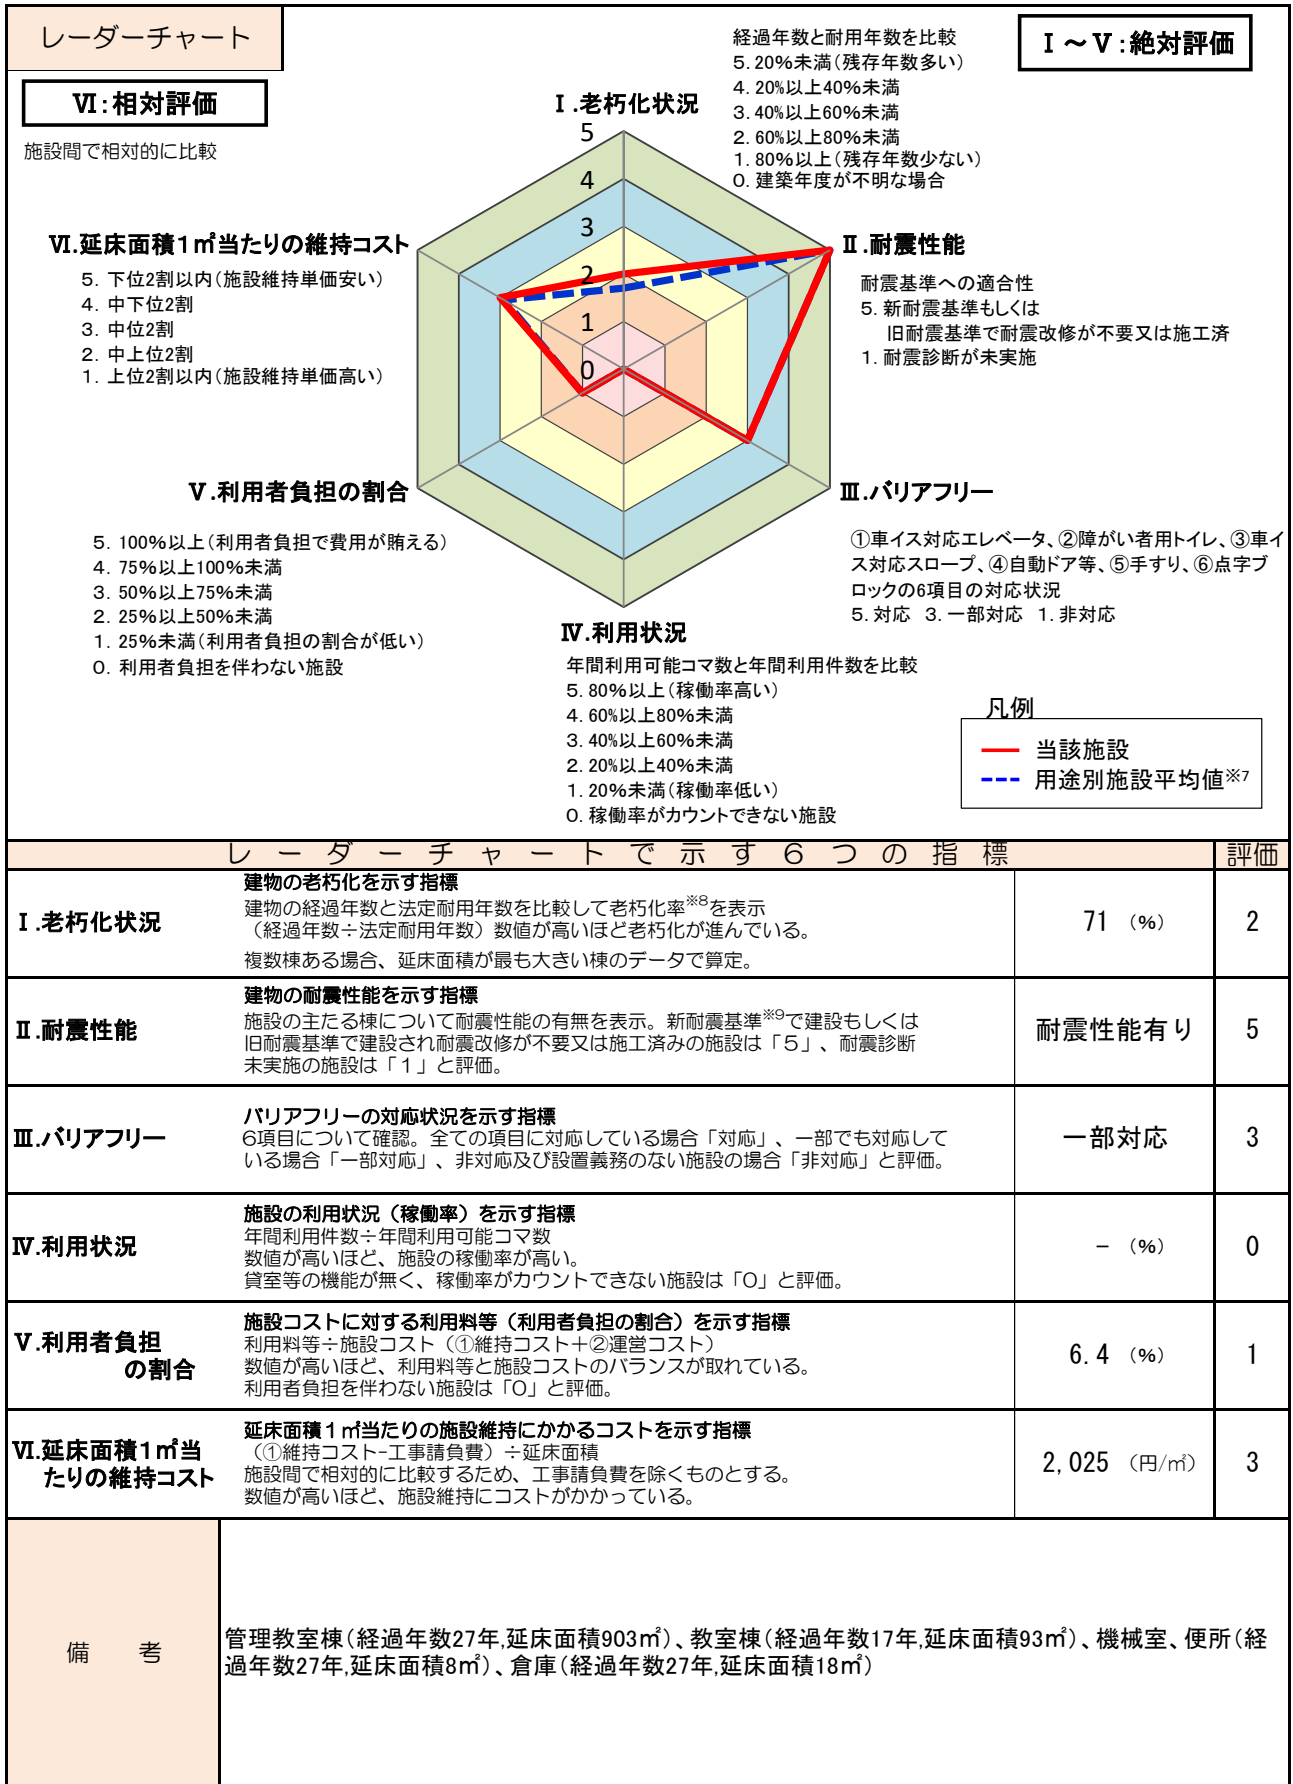 レーダーチャート
Ⅰ～Ⅴ：絶対評価
Ⅵ：相対評価
施設間で相対的に比較
Ⅰ.老朽化状況
経過年数と耐用年数を比較
5.20%未満（残存年数多い）
4.20%以上40%未満
3.40%以上60%未満
2.60%以上80%未満
1.80%以上（残存年数少ない）
0.建築年度が不明な場合
5
4
3
2
1
0
Ⅵ.延床面積1㎡当たりの維持コスト
5. 下位2割以内（施設維持単価安い）
4. 中下位2割
3. 中位2割
2. 中上位2割
1. 上位2割以内（施設維持単価高い）
Ⅱ.耐震性能
耐震基準への適合性
5. 新耐震基準もしくは
旧耐震基準で耐震改修が不要又は施工済
1. 耐震診断が未実施
Ⅴ.利用者負担の割合
5. 100%以上（利用者負担で費用が賄える）
4. 75%以上100%未満
3. 50%以上75%未満
2. 25%以上50%未満
1. 25%未満（利用者負担の割合が低い）
0. 利用者負担を伴わない施設
Ⅲ.バリアフリー
①車イス対応エレベータ、②障がい者用トイレ、③車イ
ス対応スロープ、④自動ドア等、⑤手すり、⑥点字ブ
ロックの6項目の対応状況
5.対応 3.一部対応 1.非対応
Ⅳ.利用状況
年間利用可能コマ数と年間利用件数を比較
5.80%以上（稼働率高い）
4.60%以上80%未満
3.40%以上60%未満
2.20%以上40%未満
1.20%未満（稼働率低い）
0.稼働率がカウントできない施設
凡例
当該施設
用途別施設平均値※7
レーダーチャートで示す６つの指標 評価
Ⅰ.老朽化状況
建物の老朽化を示す指標
建物の経過年数と法定耐用年数を比較して老朽化率※8を表示
（経過年数÷法定耐用年数）数値が高いほど老朽化が進んでいる。
複数棟ある場合、延床面積が最も大きい棟のデータで算定。
71 （%） 2
Ⅱ.耐震性能
建物の耐震性能を示す指標
施設の主たる棟について耐震性能の有無を表示。新耐震基準※9で建設もしくは
旧耐震基準で建設され耐震改修が不要又は施工済みの施設は「５」、耐震診断
未実施の施設は「１」と評価。
耐震性能有り 5
Ⅲ.バリアフリー
バリアフリーの対応状況を示す指標
6項目について確認。全ての項目に対応している場合「対応」、一部でも対応して
いる場合「一部対応」、非対応及び設置義務のない施設の場合「非対応」と評価。
一部対応 3
Ⅳ.利用状況
施設の利用状況（稼働率）を示す指標
年間利用件数÷年間利用可能コマ数
数値が高いほど、施設の稼働率が高い。
貸室等の機能が無く、稼働率がカウントできない施設は「0」と評価。
－ （%） 0
Ⅴ.利用者負担
の割合
施設コストに対する利用料等（利用者負担の割合）を示す指標
利用料等÷施設コスト（①維持コスト＋②運営コスト）
数値が高いほど、利用料等と施設コストのバランスが取れている。
利用者負担を伴わない施設は「0」と評価。
6.4 （%） 1
Ⅵ.延床面積1㎡当
たりの維持コスト
延床面積１㎡当たりの施設維持にかかるコストを示す指標
（①維持コスト-工事請負費）÷延床面積
施設間で相対的に比較するため、工事請負費を除くものとする。
数値が高いほど、施設維持にコストがかかっている。
2,025 （円/㎡） 3
備 考
管理教室棟（経過年数27年,延床面積903㎡）、教室棟（経過年数17年,延床面積93㎡）、機械室、便所（経
過年数27年,延床面積8㎡）、倉庫（経過年数27年,延床面積18㎡）